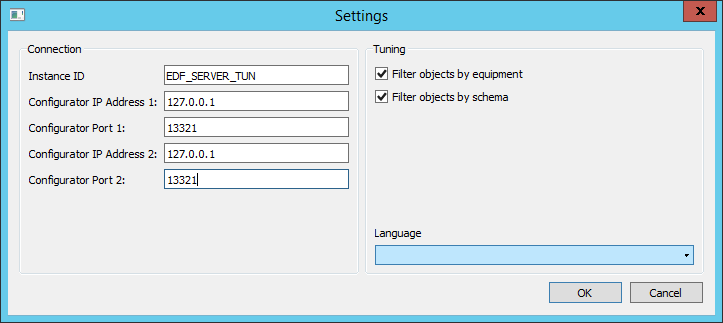 Settings
Connection
Instance ID
EDF_SERVER_TUN
Configurator IP Address 1:
127.0.0.1
Configurator Port 1:
13321
Configurator IP Address 2:
127.0.0.1
Configurator Port 2:
13321
Tuning
Filter objects by equipment
Filter objects by schema
Language
OK
Cancel